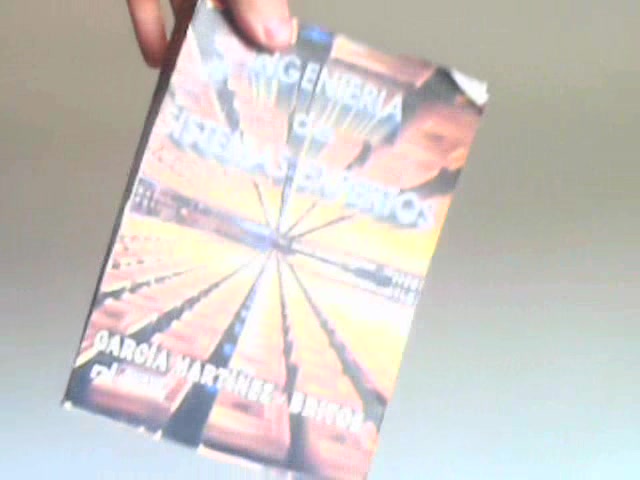 INGENIERIA
de
SISTEMAS EXPERTOS
GARCIA MARTINEZ - BRITOS